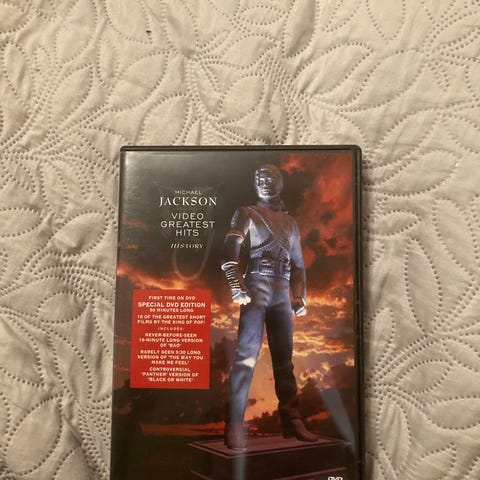 MICHAEL
JACKSON
VIDEO
GREATEST
HITS
HISTORY
FIRST TIME ON DVD
SPECIAL DVD EDITION
90 MINUTES LONG
10 OF THE GREATEST SHORT
FILMS BY THE KING OF POP!
INCLUDES:
NEVER-BEFORE-SEEN
18-MINUTE LONG VERSION
OF 'BAD'
RARELY SEEN 9:30 LONG
VERSION OF 'THE WAY YOU
MAKE ME FEEL'
CONTROVERSIAL
"PANTHER" VERSION OF
'BLACK OR WHITE'
DVD